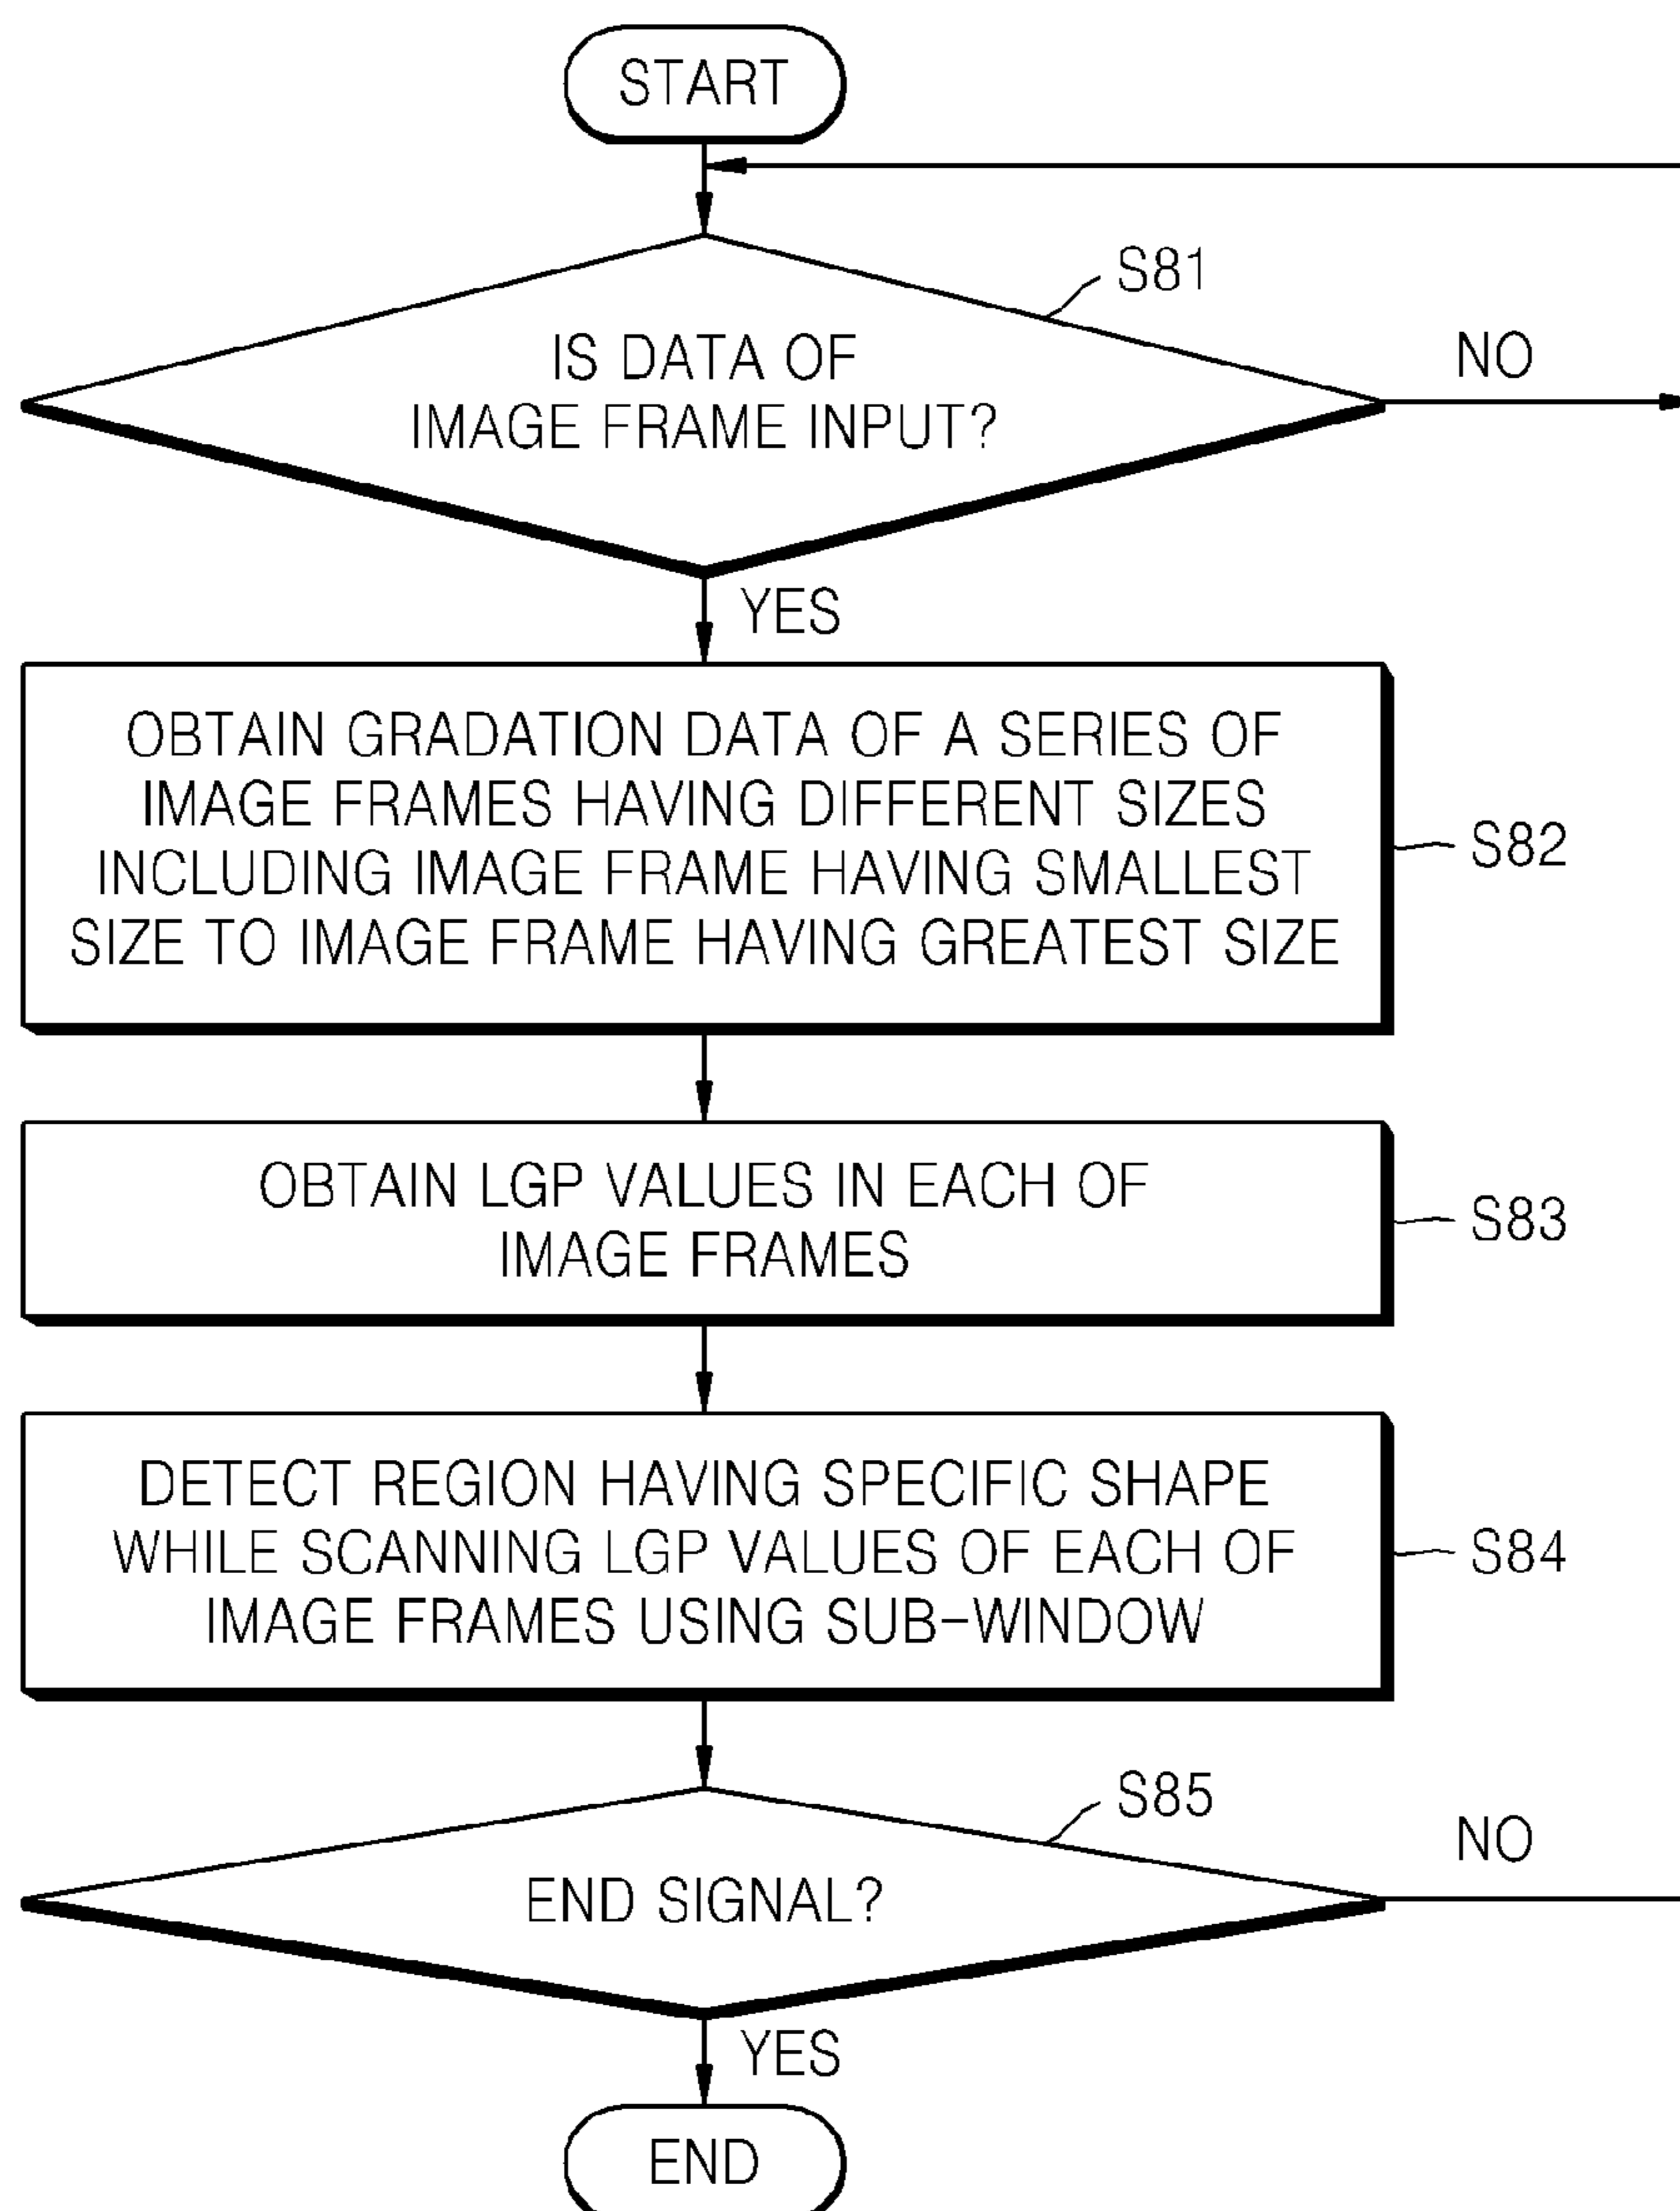 START
S81
IS DATA OF
IMAGE FRAME INPUT?
NO
YES
OBTAIN GRADATION DATA OF A SERIES OF
IMAGE FRAMES HAVING DIFFERENT SIZES
INCLUDING IMAGE FRAME HAVING SMALLEST
SIZE TO IMAGE FRAME HAVING GREATEST SIZE
S82
OBTAIN LGP VALUES IN EACH OF
IMAGE FRAMES
S83
DETECT REGION HAVING SPECIFIC SHAPE
WHILE SCANNING LGP VALUES OF EACH OF
IMAGE FRAMES USING SUB-WINDOW
S84
S85
END SIGNAL?
NO
YES
END